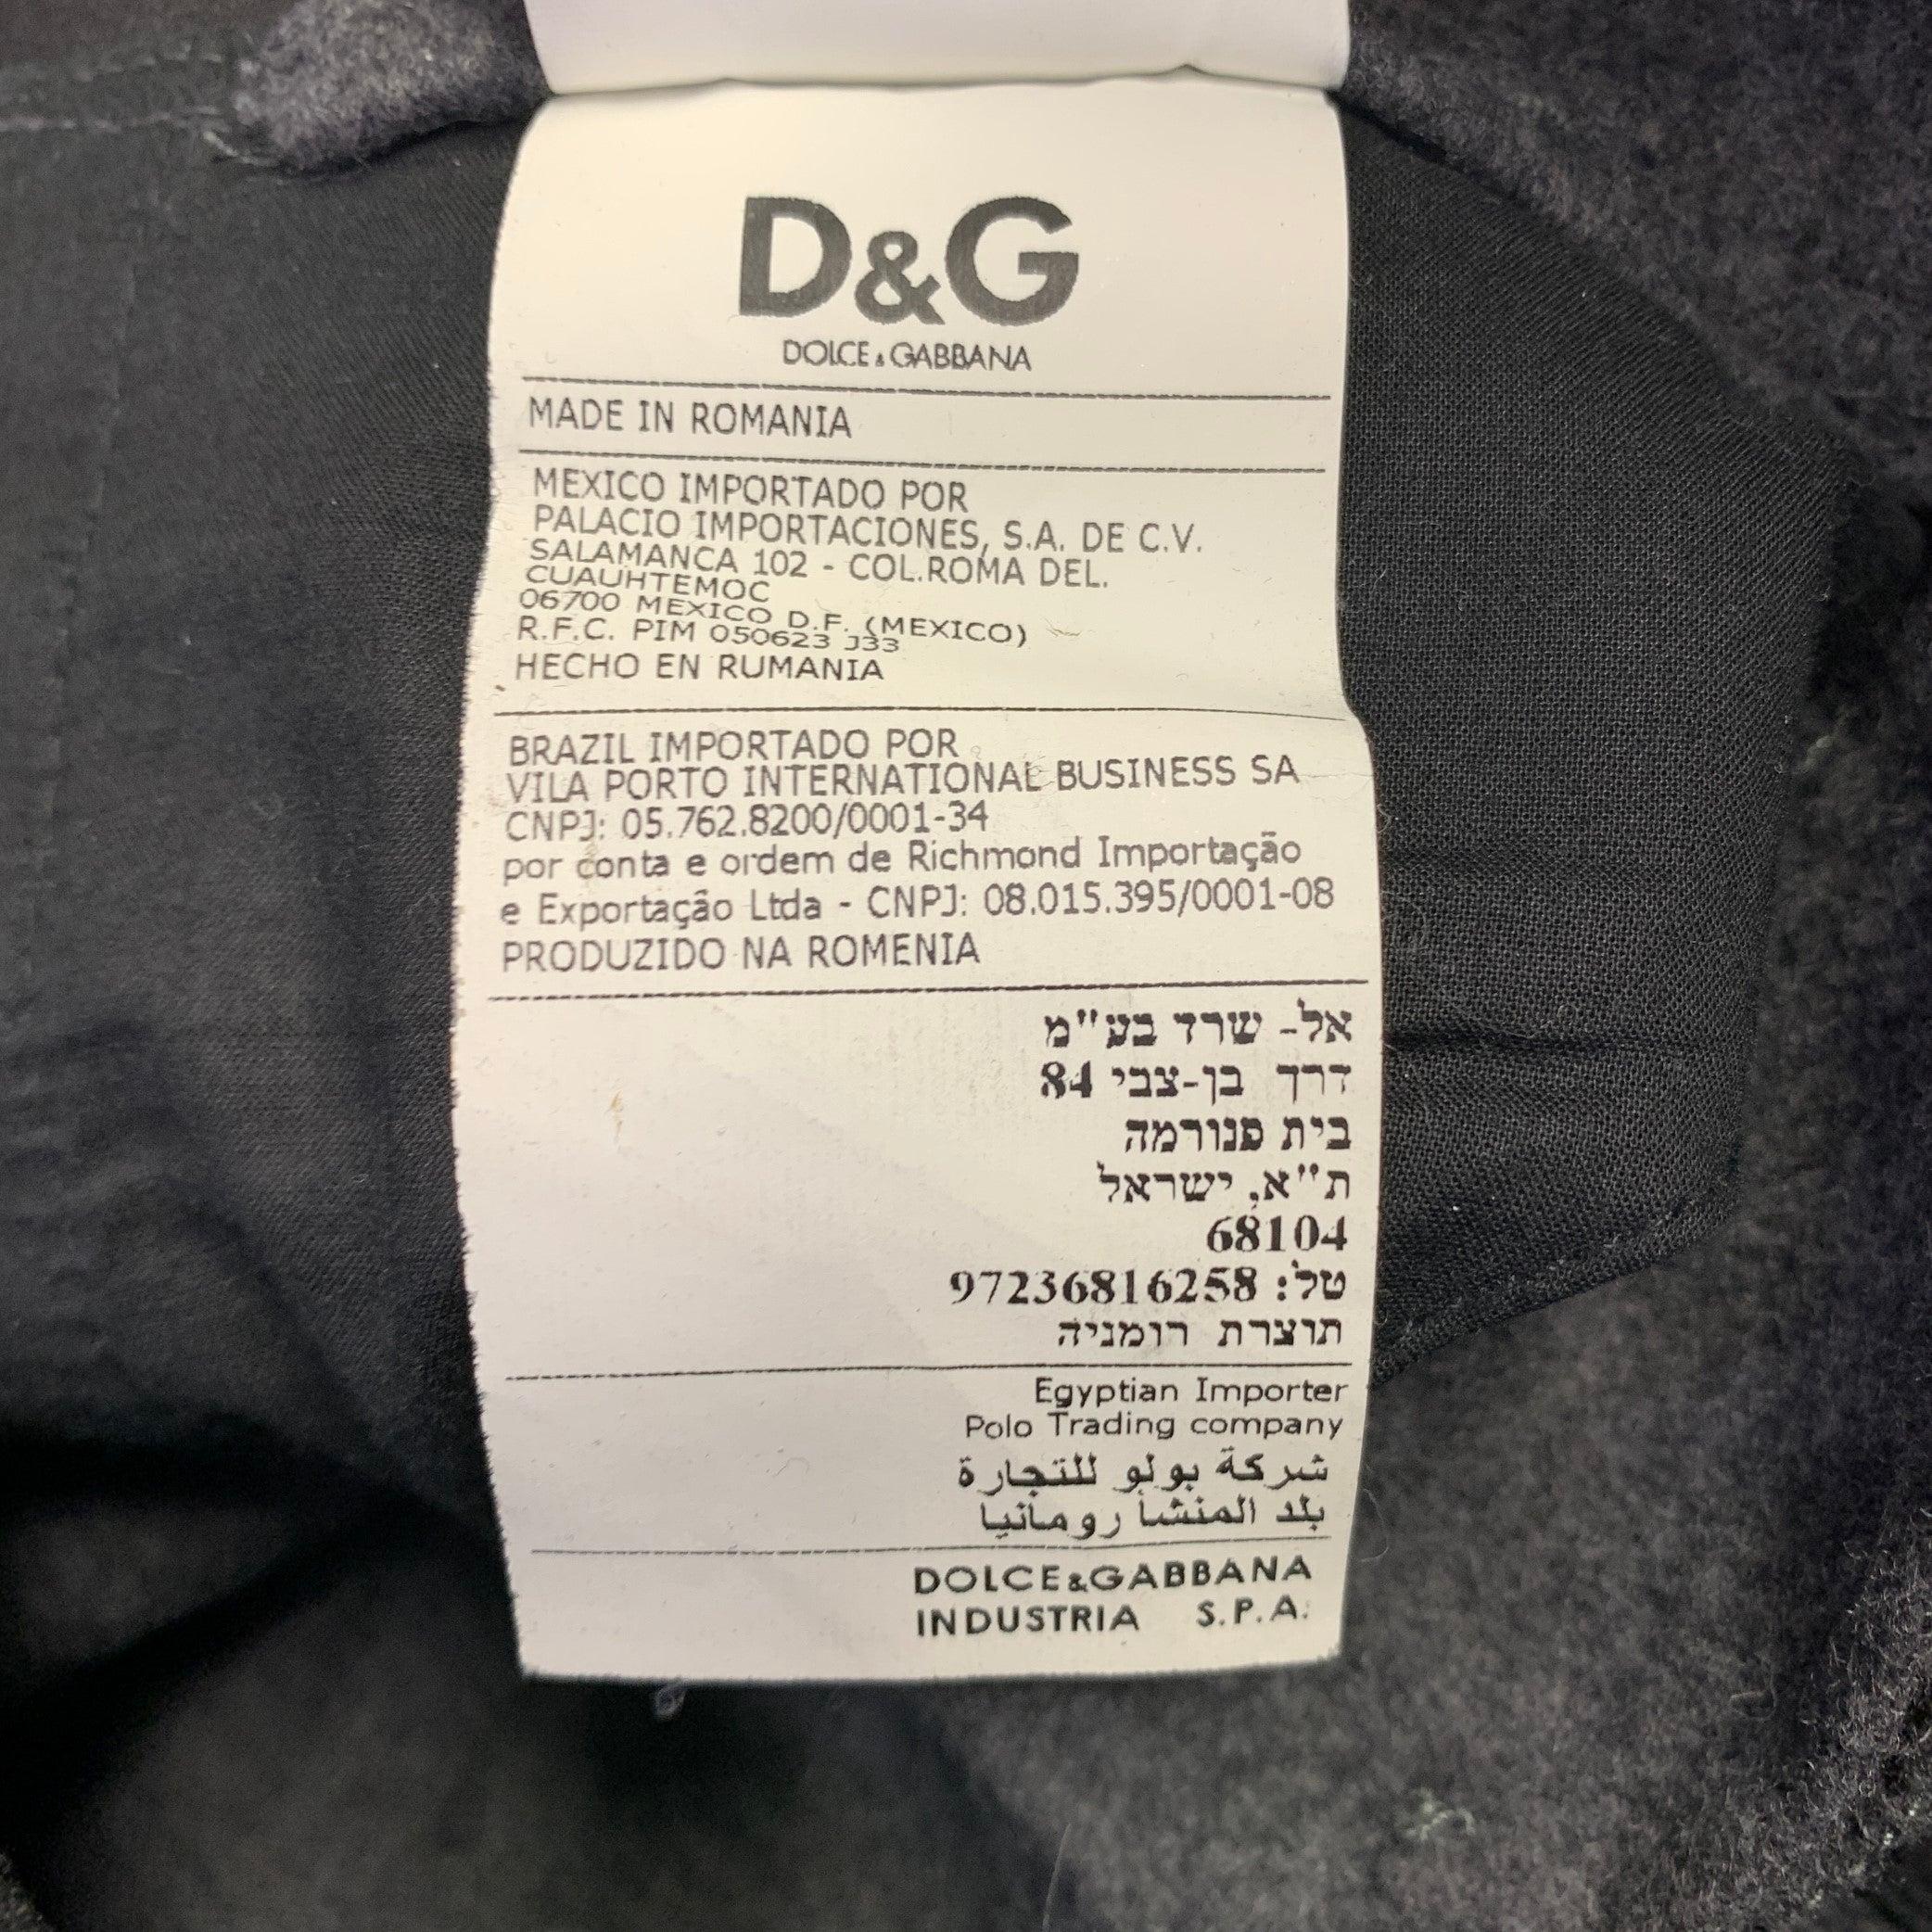 D&G
DOLCE & GABBANA
MADE IN ROMANIA
MEXICO IMPORTADO POR
PALACIO IMPORTACIONES, S.A. DE C.V.
SALAMANCA 102 - COL.ROMA DEL.
CUAUHTEMOC
06700 MEXICO D.F. (MEXICO)
R.F.C. PIM 050623 J33
HECHO EN RUMANIA
BRAZIL IMPORTADO POR
VILA PORTO INTERNATIONAL BUSINESS SA
CNPJ: 05.762.8200/0001-34
por conta e ordem de Richmond Importação
e Exportação Ltda - CNPJ: 08.015.395/0001-08
PRODUZIDO NA ROMENIA
אל- שרד בע"מ
דרך בן-צבי 84
בית פנורמה
ת"א, ישראל
68104
טל: 97236816258
תוצרת רומניה
Egyptian Importer
Polo Trading company
شركة بولو للتجارة
بلد المنشأ رومانيا
DOLCE&GABBANA
INDUSTRIA S.P.A.